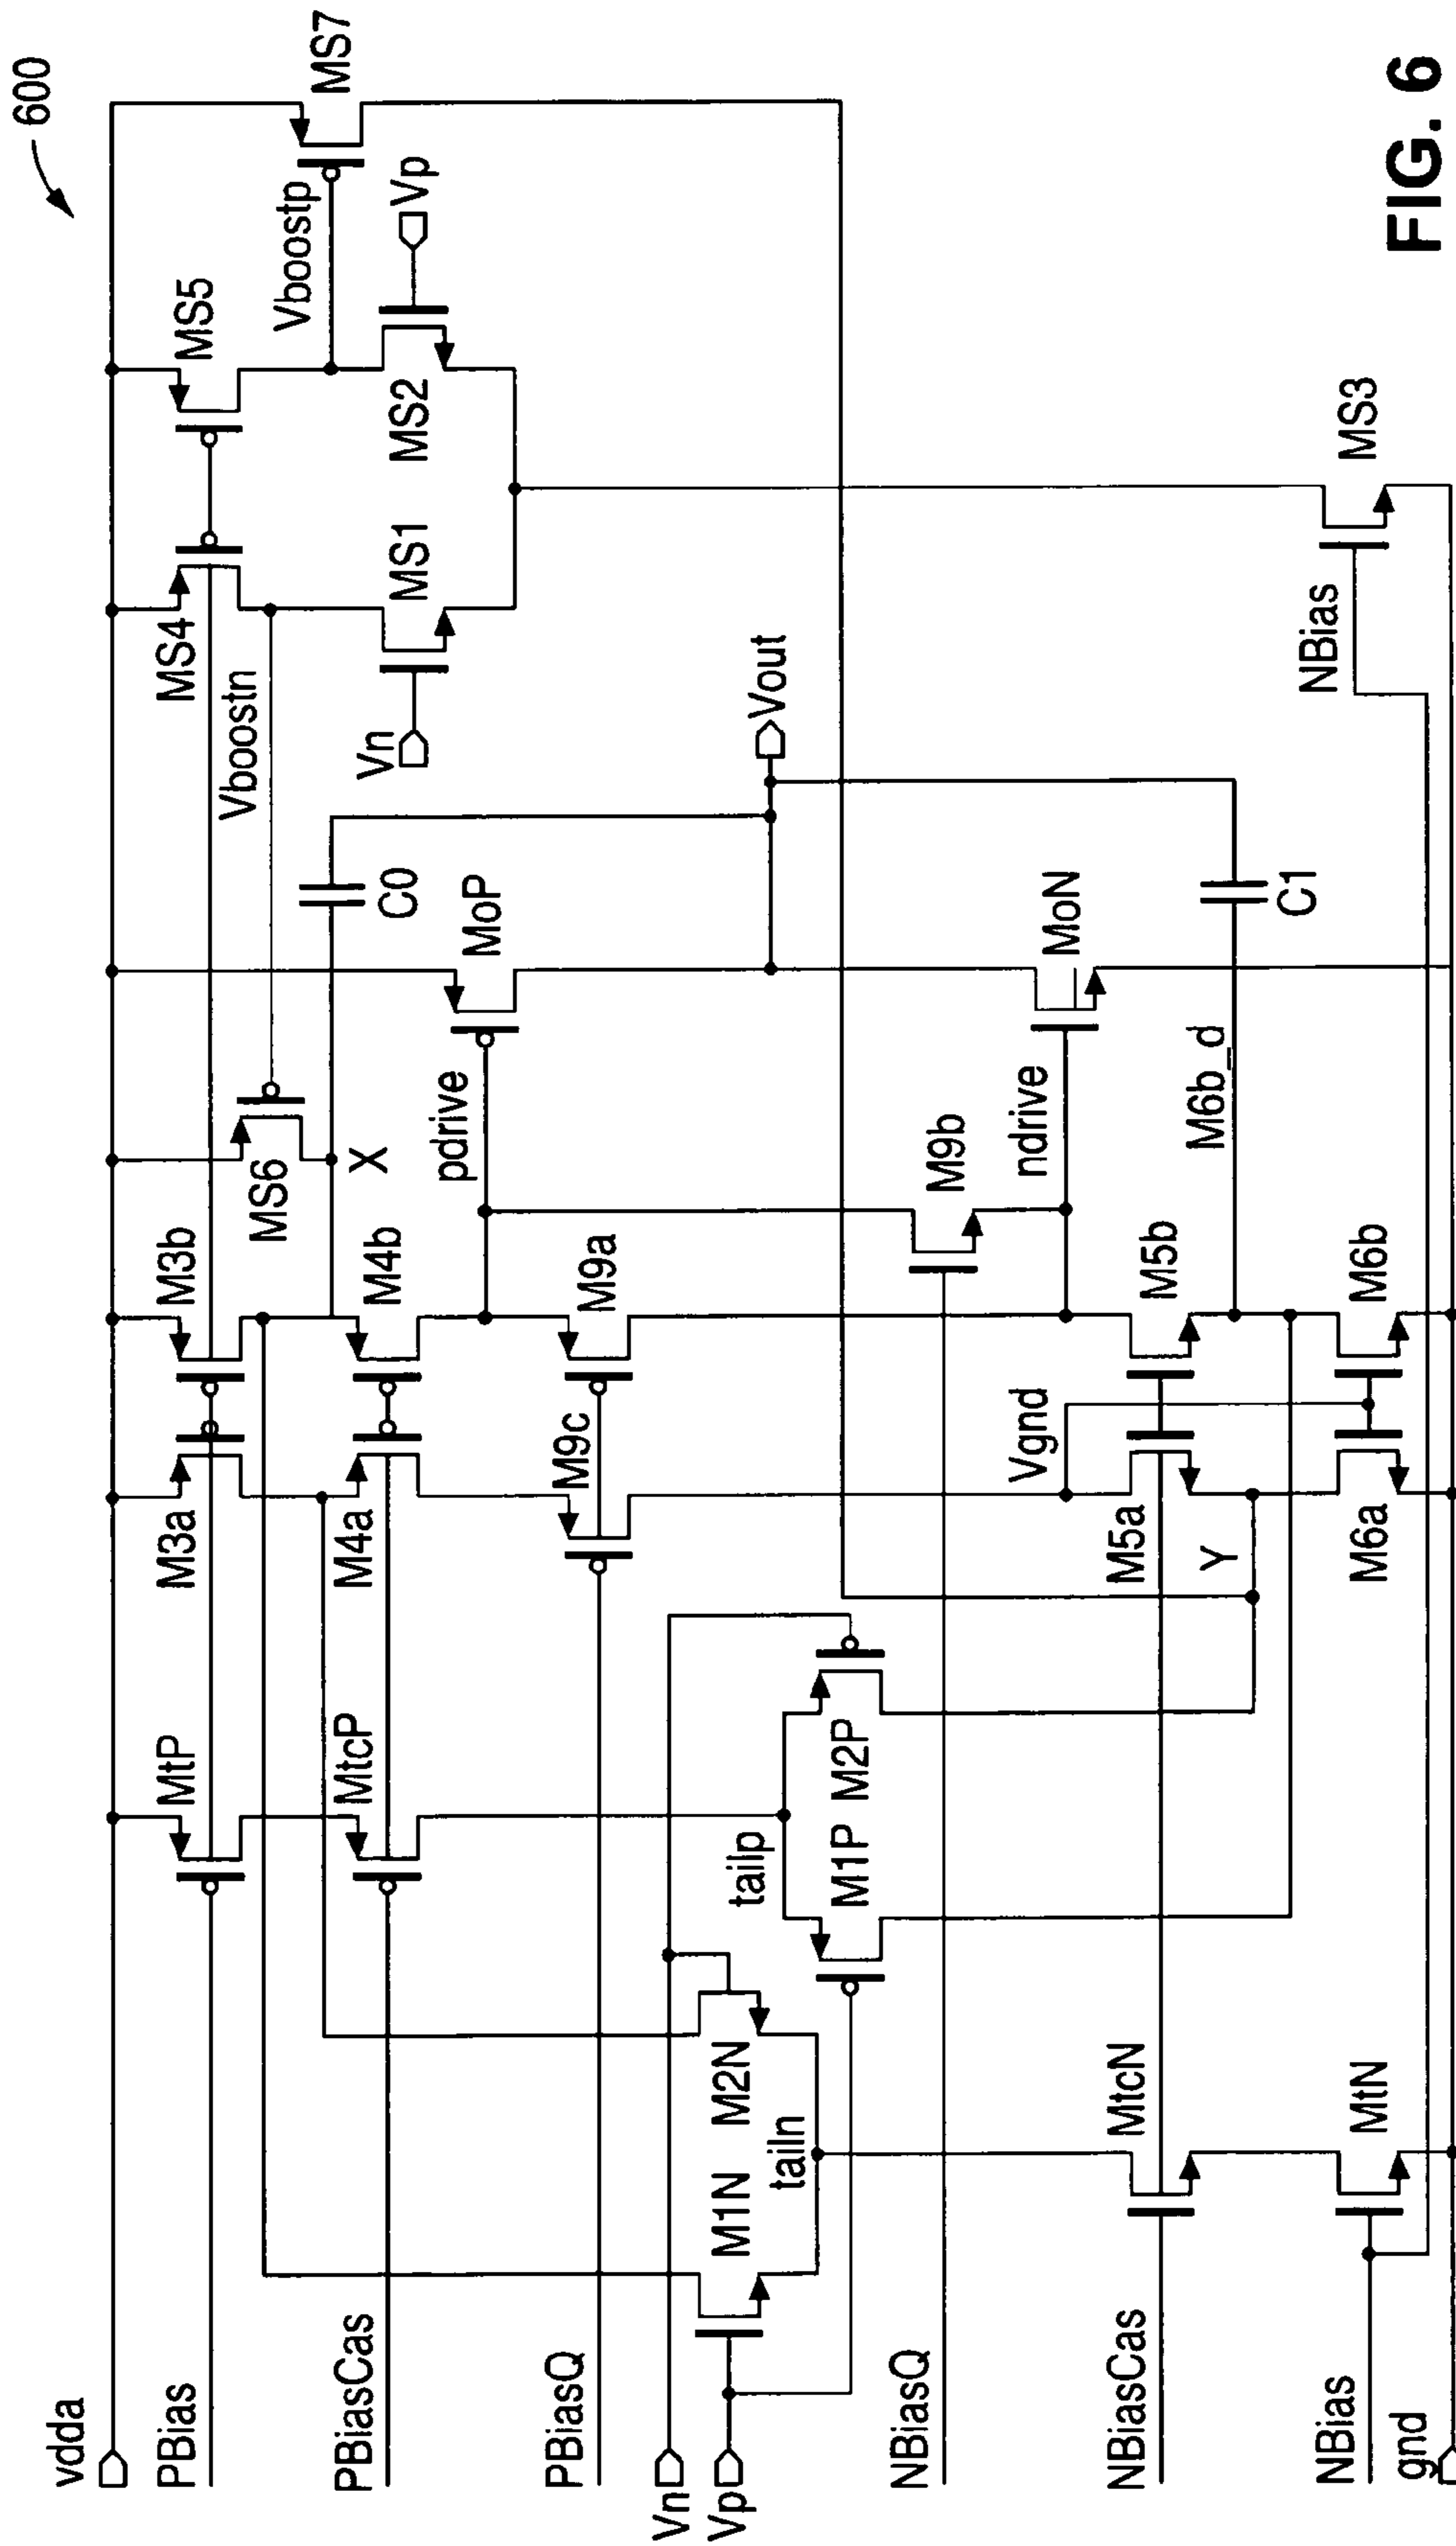 600
vdda
PBias
PBiasCas
PBiasQ
Vn
Vp
NBiasQ
NBiasCas
NBias
gnd
MtP
MtcP
M3a
M3b
M4a
M4b
M9c
M9a
MS6
X
Vboostn
MS4
MS5
MS7
Vboostp
Vn
MS1
MS2
Vp
C0
pdrive
MoP
Vout
M1N
M2N
tailn
tailp
M1P
M2P
M9b
ndrive
MoN
Vgnd
M5a
M5b
Y
M6a
M6b
M6b_d
C1
MtcN
MtN
NBias
MS3
FIG. 6